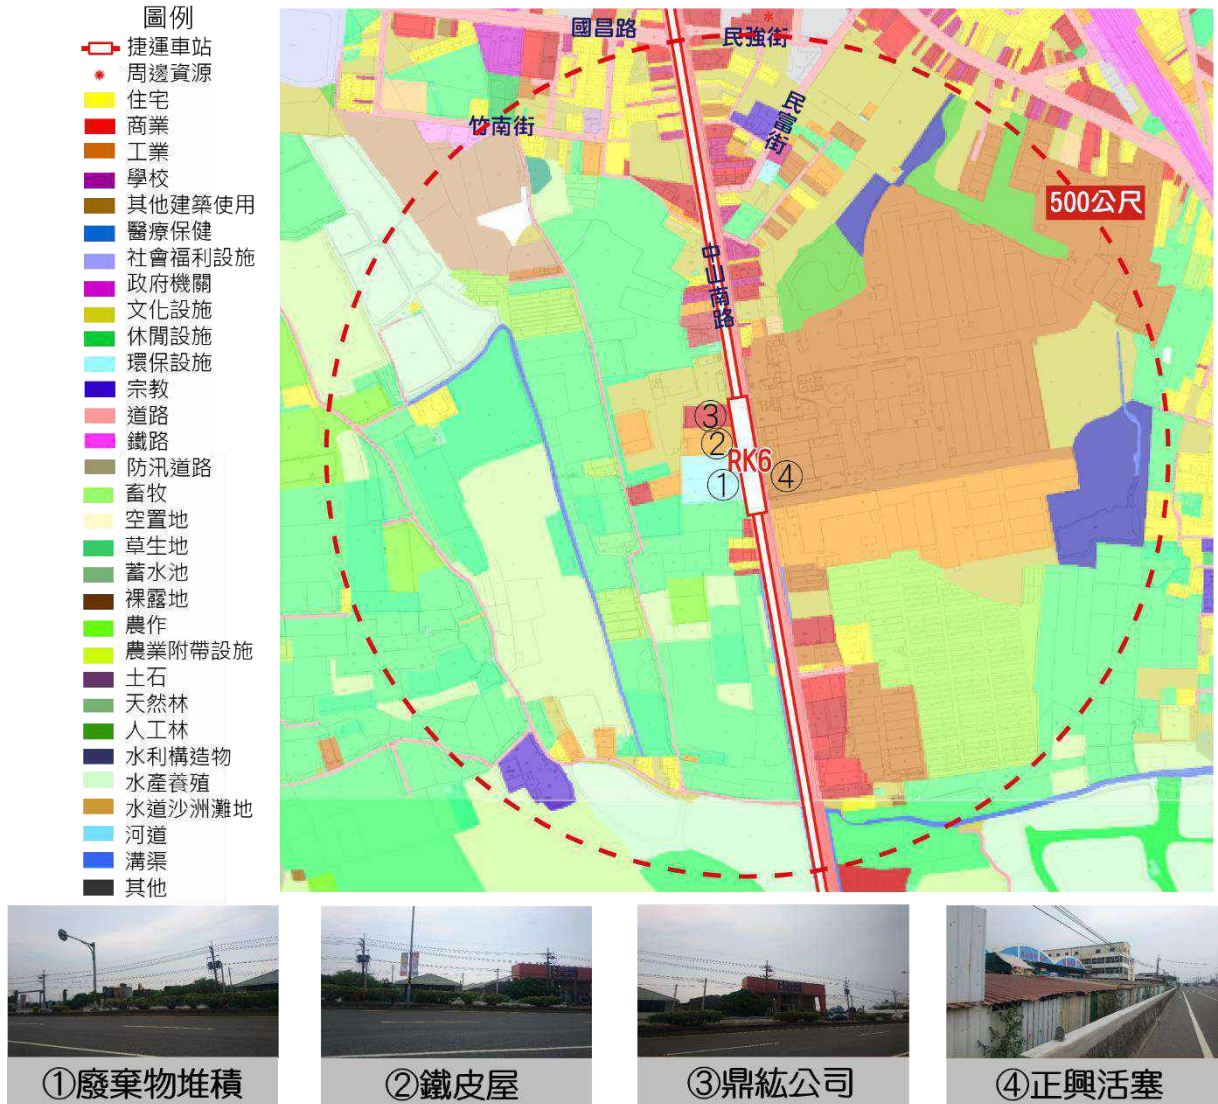 圖例
捷運車站
周邊資源
住宅
商業
工業
學校
其他建築使用
醫療保健
社會福利設施
政府機關
文化設施
休閒設施
環保設施
宗教
道路
鐵路
防汛道路
畜牧
空置地
草生地
蓄水池
裸露地
農作
農業附帶設施
土石
天然林
人工林
水利構造物
水產養殖
水道沙洲灘地
河道
溝渠
其他
國昌路
民強街
民富街
竹南街
500公尺
中山南路
③
②
RK6
①
④
①廢棄物堆積
②鐵皮屋
③鼎紘公司
④正興活塞